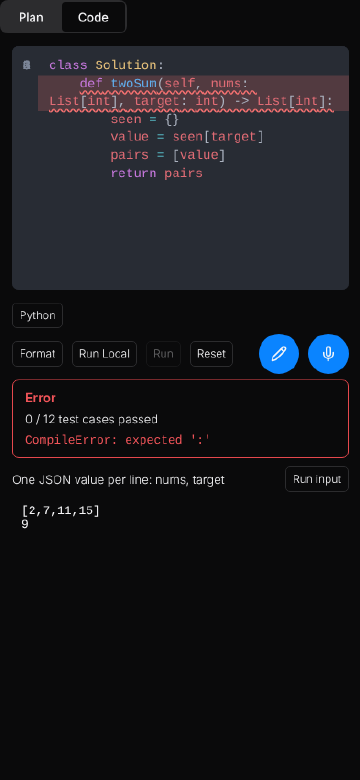 Plan
Code
class Solution:
def twoSum(self, nums:
List[int], target: int) -> List[int]:
seen = {}
value = seen[target]
pairs = [value]
return pairs
Python
Format
Run Local
Run
Reset
Error
0 / 12 test cases passed
CompileError: expected ':'
One JSON value per line: nums, target
Run Input
[2,7,11,15]
9